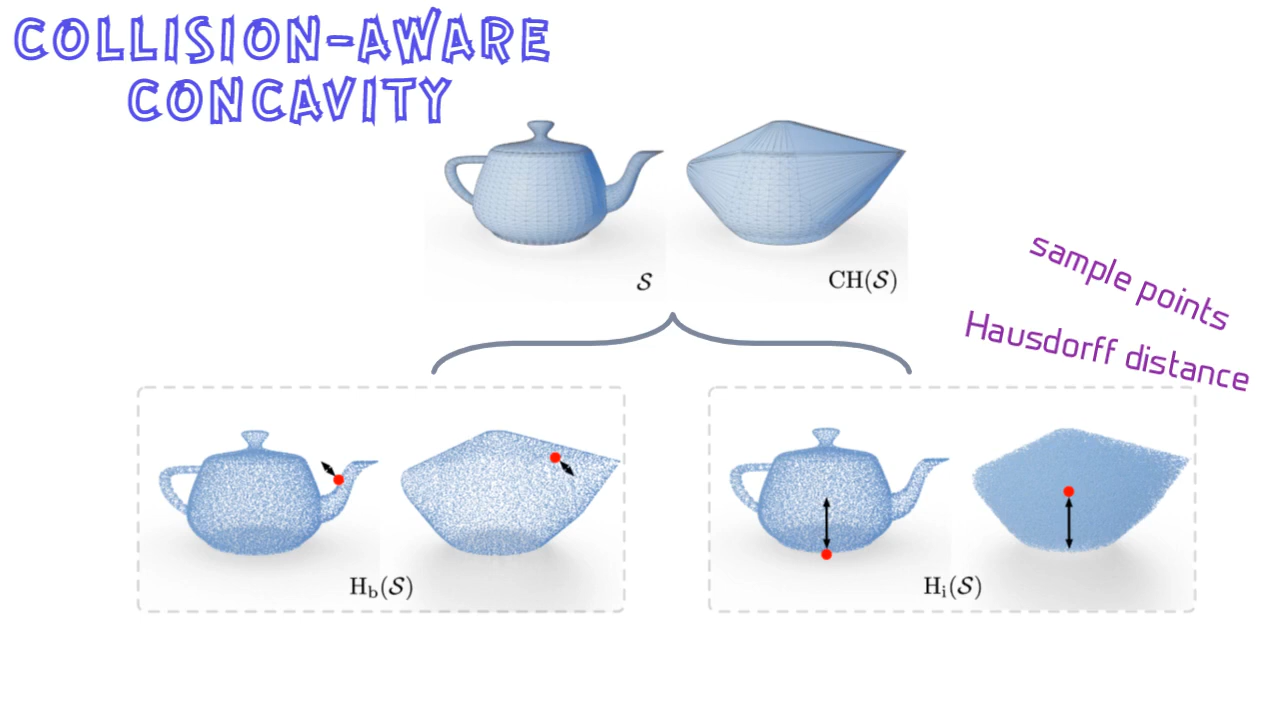 COLLISION-AWARE
CONCAVITY
𝒮
CH(𝒮)
sample points
Hausdorff distance
H_b(𝒮)
H_i(𝒮)